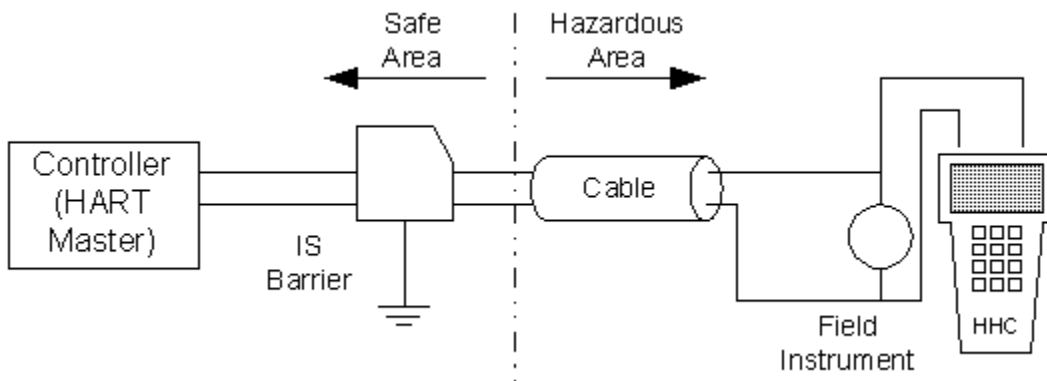 Safe
Area
Hazardous
Area
Controller
(HART
Master)
IS
Barrier
Cable
Field
Instrument
HHC